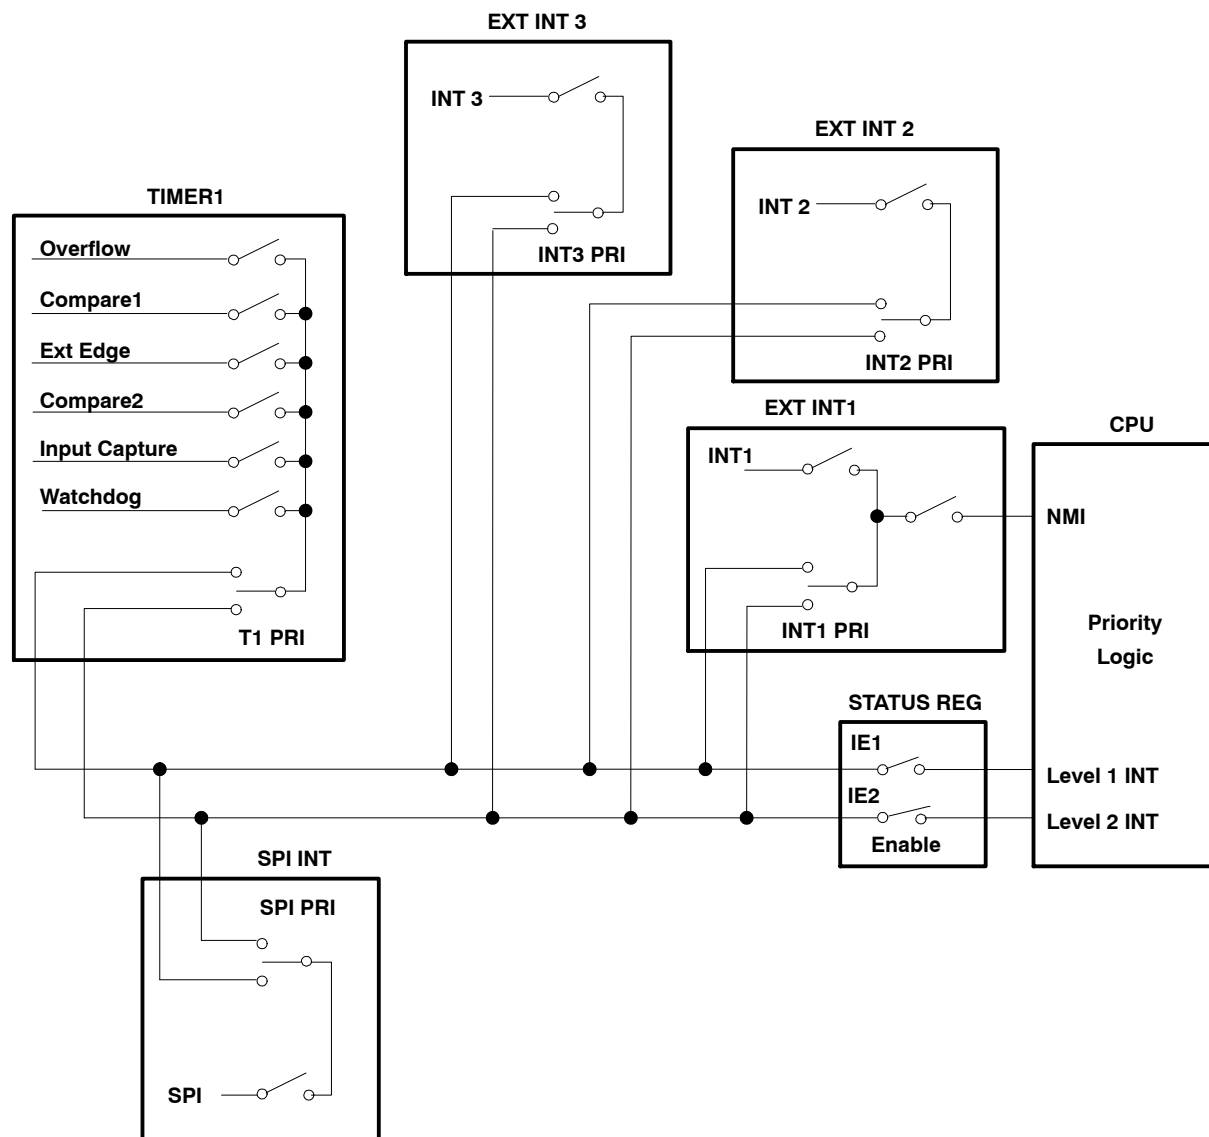 EXT INT 3
INT 3
INT3 PRI
EXT INT 2
INT 2
INT2 PRI
TIMER1
Overflow
Compare1
Ext Edge
Compare2
Input Capture
Watchdog
T1 PRI
EXT INT1
INT1
INT1 PRI
CPU
NMI
Priority
Logic
Level 1 INT
Level 2 INT
STATUS REG
IE1
IE2
Enable
SPI INT
SPI PRI
SPI